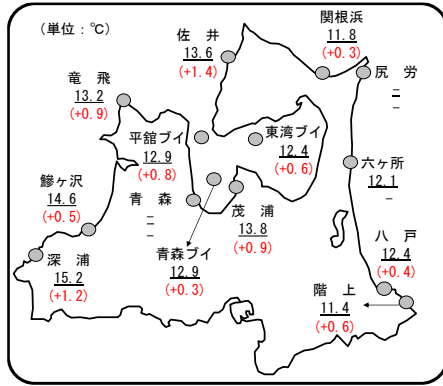 （単位：℃）
関根浜
11.8
(+0.3)
佐　井
13.6
(+1.4)
尻　労
－
－
竜　飛
13.2
(+0.9)
平舘ブイ
12.9
(+0.8)
東湾ブイ
12.4
(+0.6)
六ヶ所
12.1
－
鰺ヶ沢
14.6
(+0.5)
青　森
－
－
茂　浦
13.8
(+0.9)
深　浦
15.2
(+1.2)
青森ブイ
12.9
(+0.3)
八　戸
12.4
(+0.4)
階　上
11.4
(+0.6)